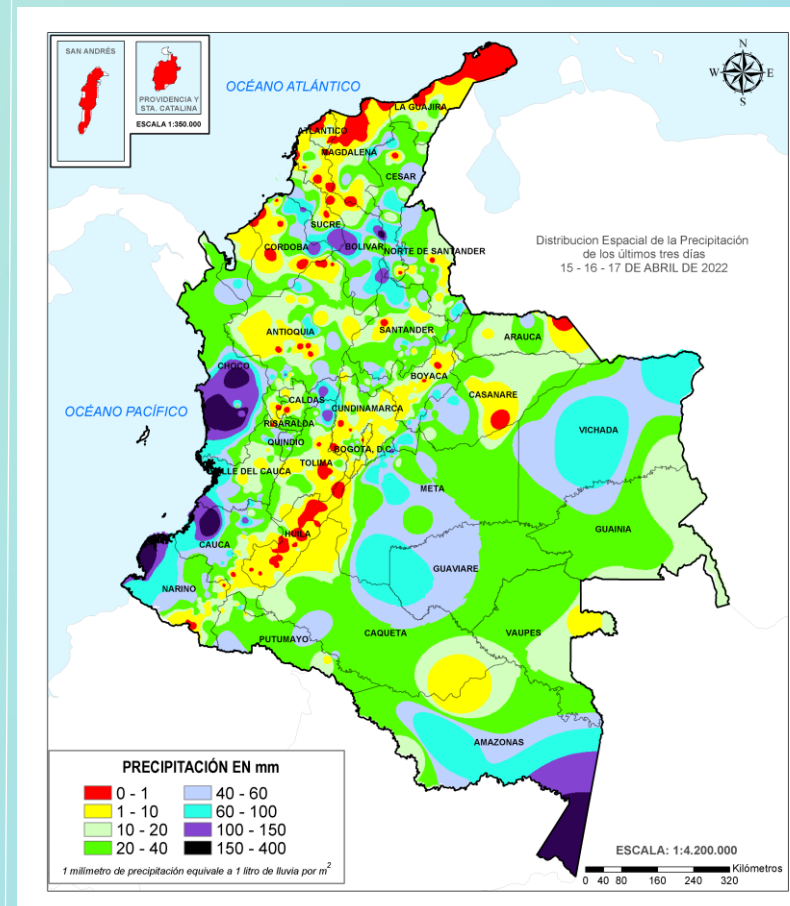 SAN ANDRÉS
PROVIDENCIA Y
STA. CATALINA
ESCALA 1:350.000
OCÉANO ATLÁNTICO
N
W E
S
LA GUAJIRA
ATLANTICO
MAGDALENA
CESAR
SUCRE
CORDOBA
BOLIVAR
NORTE DE SANTANDER
Distribucion Espacial de la Precipitación
de los últimos tres días
15 - 16 - 17 DE ABRIL DE 2022
ANTIOQUIA
SANTANDER
ARAUCA
CHOCO
BOYACA
CASANARE
CALDAS
CUNDINAMARCA
OCÉANO PACÍFICO
RISARALDA
VICHADA
QUINDIO
BOGOTA, D.C.
TOLIMA
VALLE DEL CAUCA
META
GUAINIA
HUILA
CAUCA
GUAVIARE
NARINO
PUTUMAYO
CAQUETA
VAUPES
AMAZONAS
PRECIPITACIÓN EN mm
0 - 1 40 - 60
1 - 10 60 - 100
10 - 20 100 - 150
20 - 40 150 - 400
1 milímetro de precipitación equivale a 1 litro de lluvia por m²
ESCALA: 1:4.200.000
Kilómetros
0 40 80 160 240 320